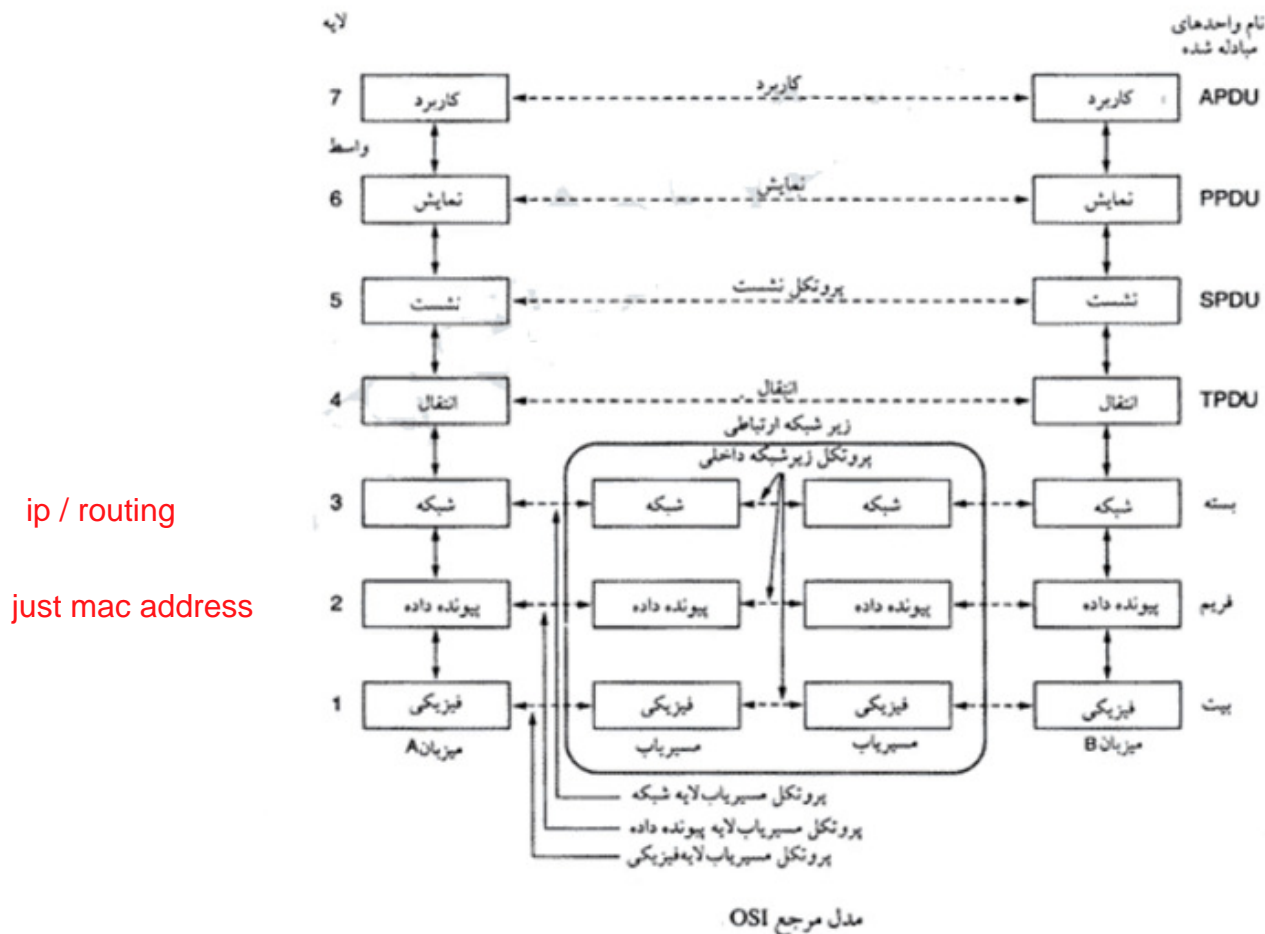 لایه
نام واحدهای
مبادله شده
7 کاربرد کاربرد کاربرد APDU
واسط
6 نمایش نمایش نمایش PPDU
5 نشست پروتکل نشست نشست SPDU
4 انتقال انتقال انتقال TPDU
زیر شبکه ارتباطی
پروتکل زیرشبکه داخلی
ip / routing 3 شبکه شبکه شبکه شبکه بسته
just mac address 2 پیونده داده پیونده داده پیونده داده پیونده داده فریم
1 فیزیکی فیزیکی فیزیکی فیزیکی بیت
میزبان A مسیریاب مسیریاب میزبان B
پروتکل مسیریاب لایه شبکه
پروتکل مسیریاب لایه پیونده داده
پروتکل مسیریاب لایه فیزیکی
مدل مرجع OSI